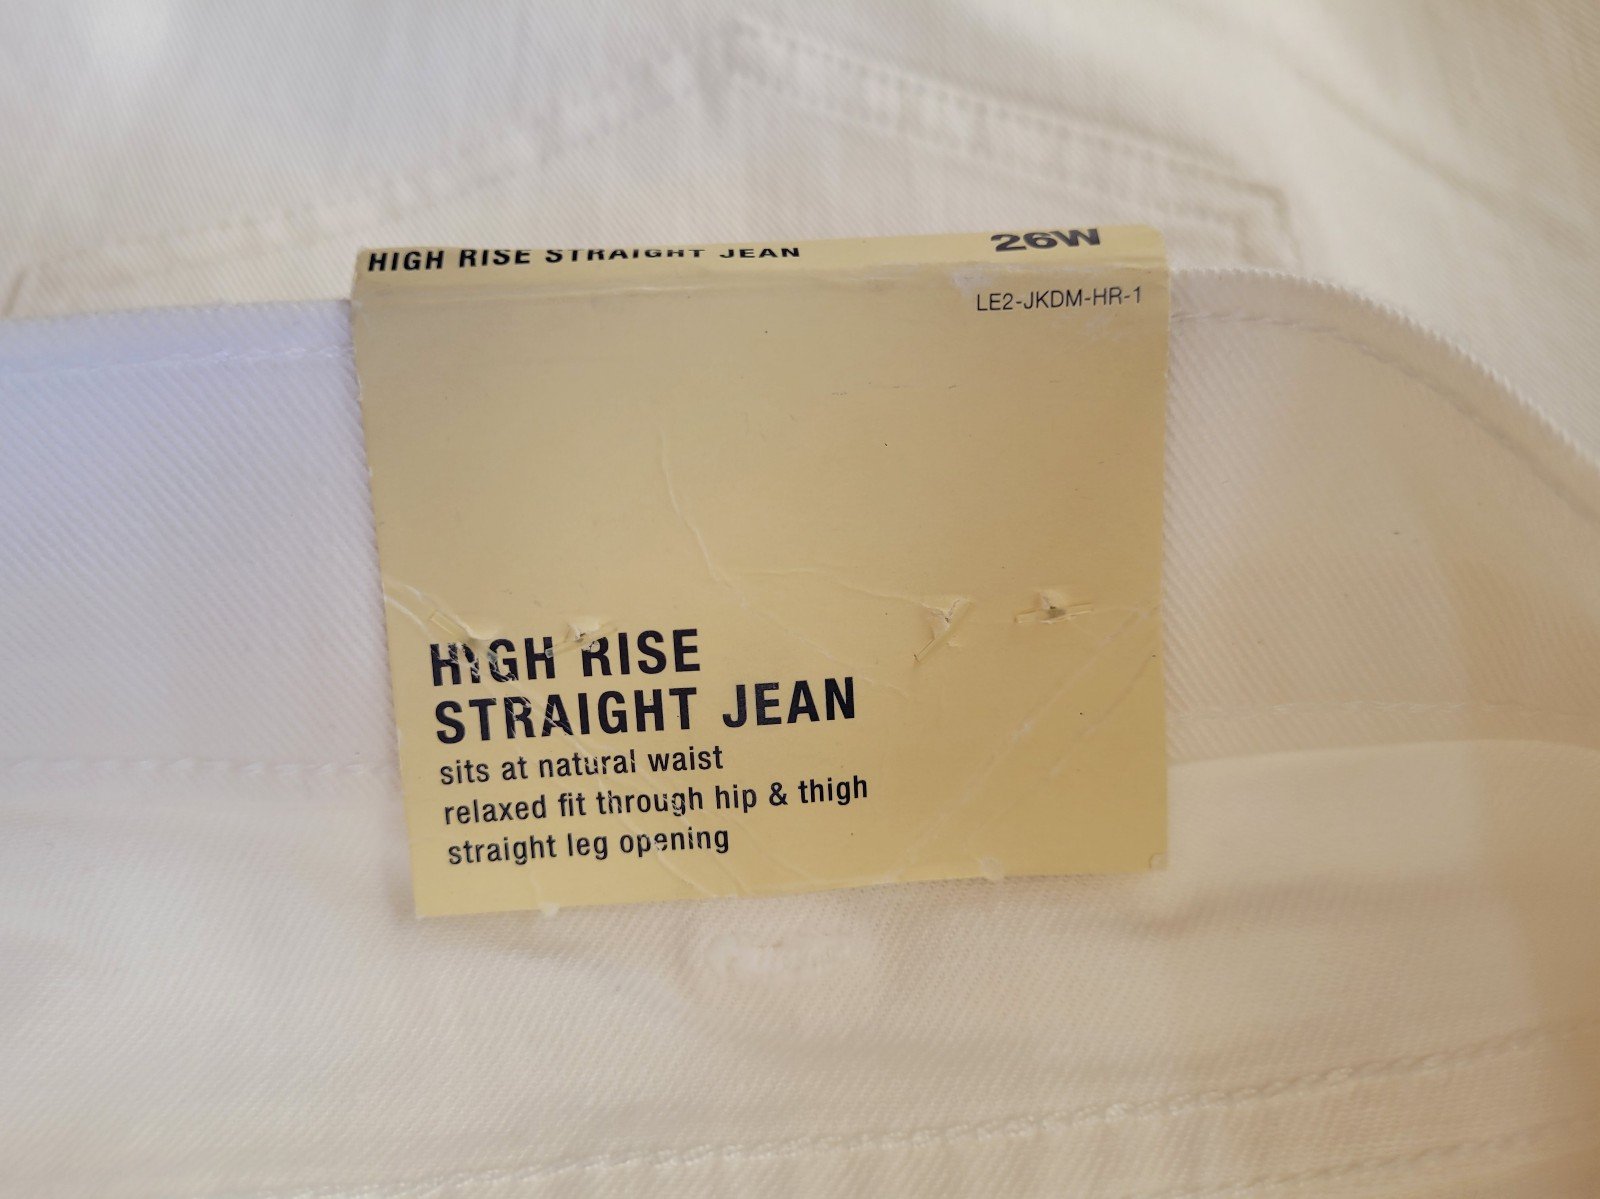 HIGH RISE STRAIGHT JEAN 26W
LE2-JKDM-HR-1
HIGH RISE
STRAIGHT JEAN
sits at natural waist
relaxed fit through hip & thigh
straight leg opening